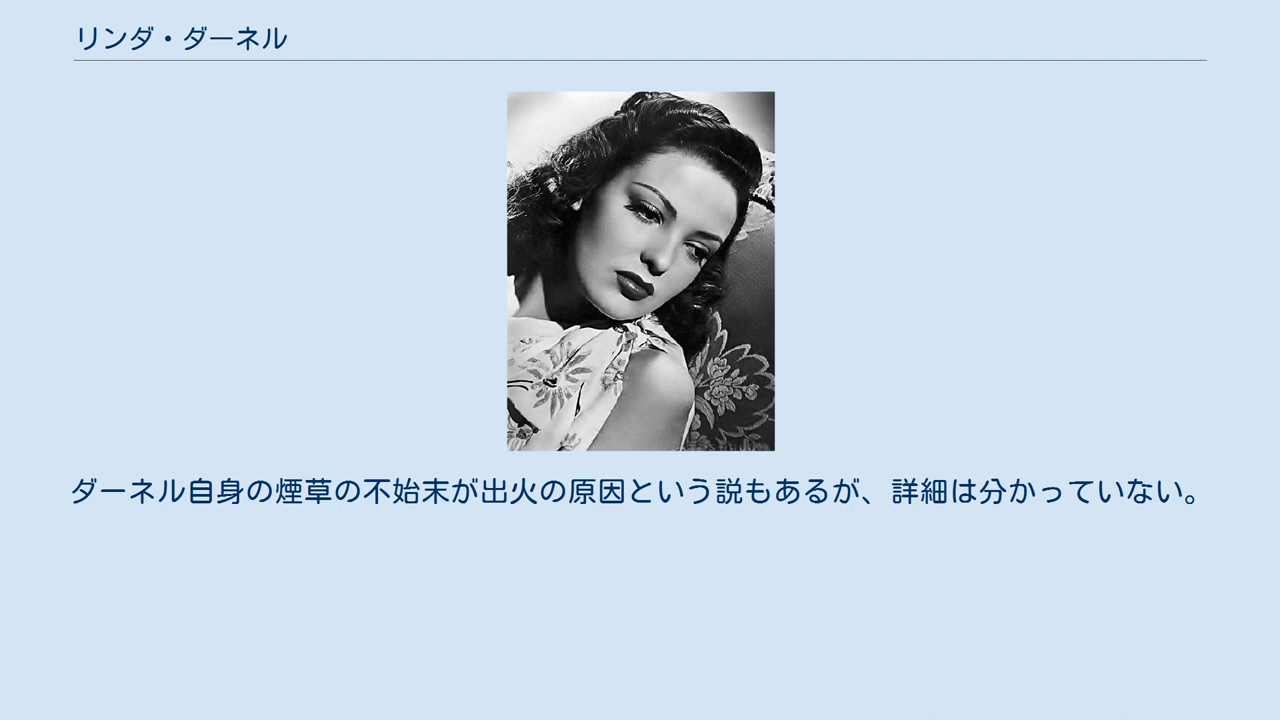 リンダ・ダーネル
ダーネル自身の煙草の不始末が出火の原因という説もあるが、詳細は分かっていない。